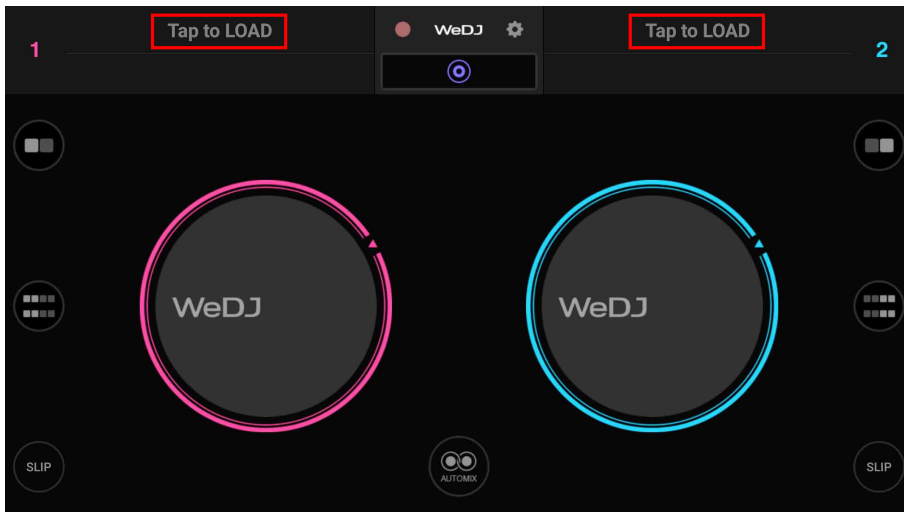 Tap to LOAD
WeDJ
Tap to LOAD
1
2
WeDJ
WeDJ
SLIP
AUTOMIX
SLIP